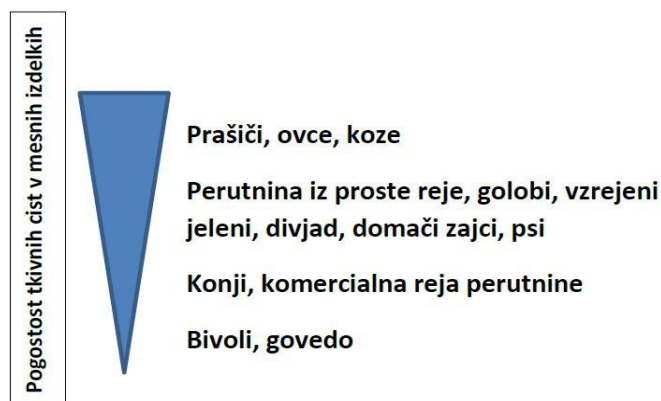 Pogostost tkivnih cist v mesnih izdelkih
Prašiči, ovce, koze
Perutnina iz proste reje, golobi, vzrejeni
jeleni, divjad, domači zajci, psi
Konji, komercialna reja perutnine
Bivoli, govedo